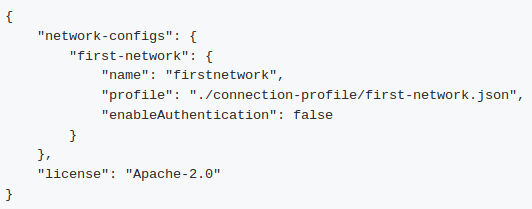 {
    "network-configs": {
        "first-network": {
            "name": "firstnetwork",
            "profile": "./connection-profile/first-network.json",
            "enableAuthentication": false
        }
    },
    "license": "Apache-2.0"
}